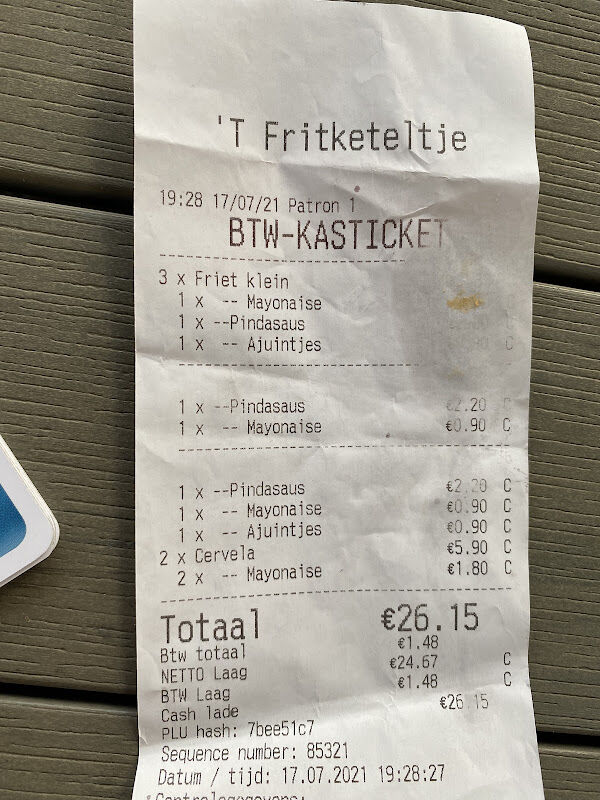 'T Fritketeltje
19:28 17/07/21 Patron 1
BTW-KASTICKET
3 x Friet klein
1 x -- Mayonaise
1 x --Pindasaus
1 x -- Ajuintjes C
1 x --Pindasaus €2.20 C
1 x -- Mayonaise €0.90 C
1 x --Pindasaus €2.20 C
1 x -- Mayonaise €0.90 C
1 x -- Ajuintjes €0.90 C
2 x Cervela €5.90 C
2 x -- Mayonaise €1.80 C
Totaal €26.15
Btw totaal €1.48
NETTO Laag €24.67 C
BTW Laag €1.48 C
Cash lade €26.15
PLU hash: 7bee51c7
Sequence number: 85321
Datum / tijd: 17.07.2021 19:28:27
Controlegegevens: